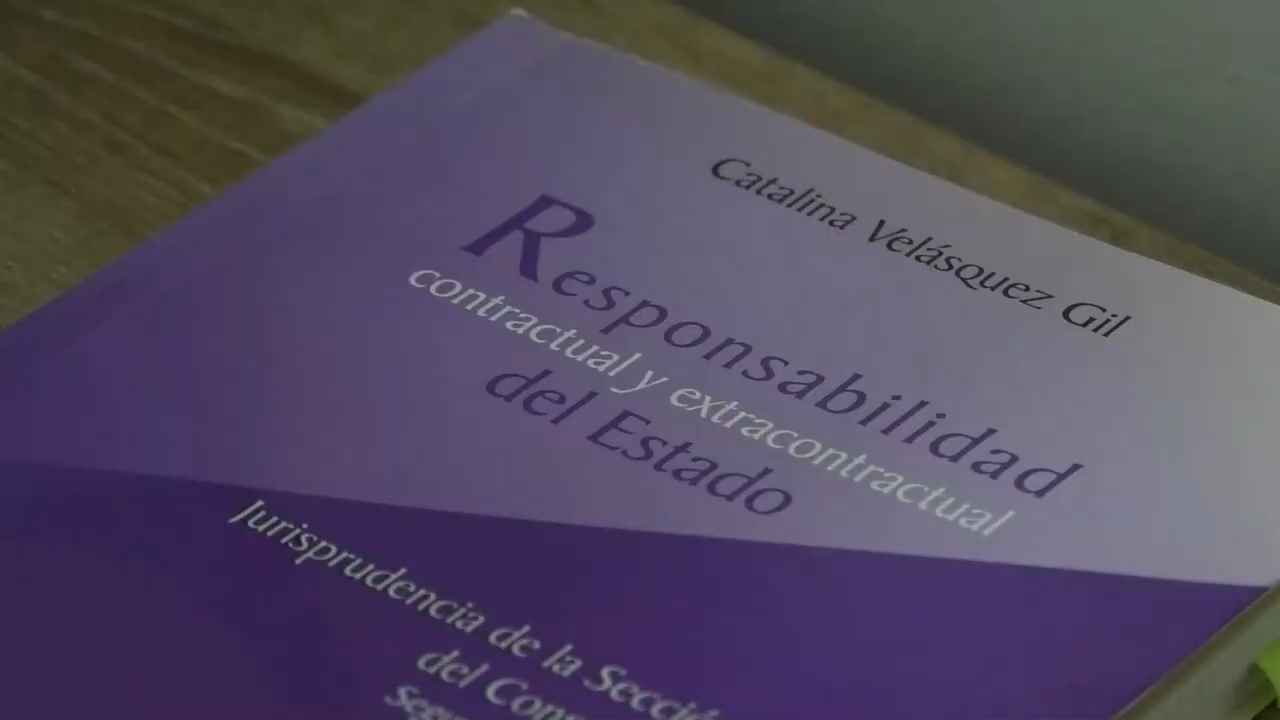 Catalina Velásquez Gil
Responsabilidad
contractual y extracontractual
del Estado
Jurisprudencia de la
del